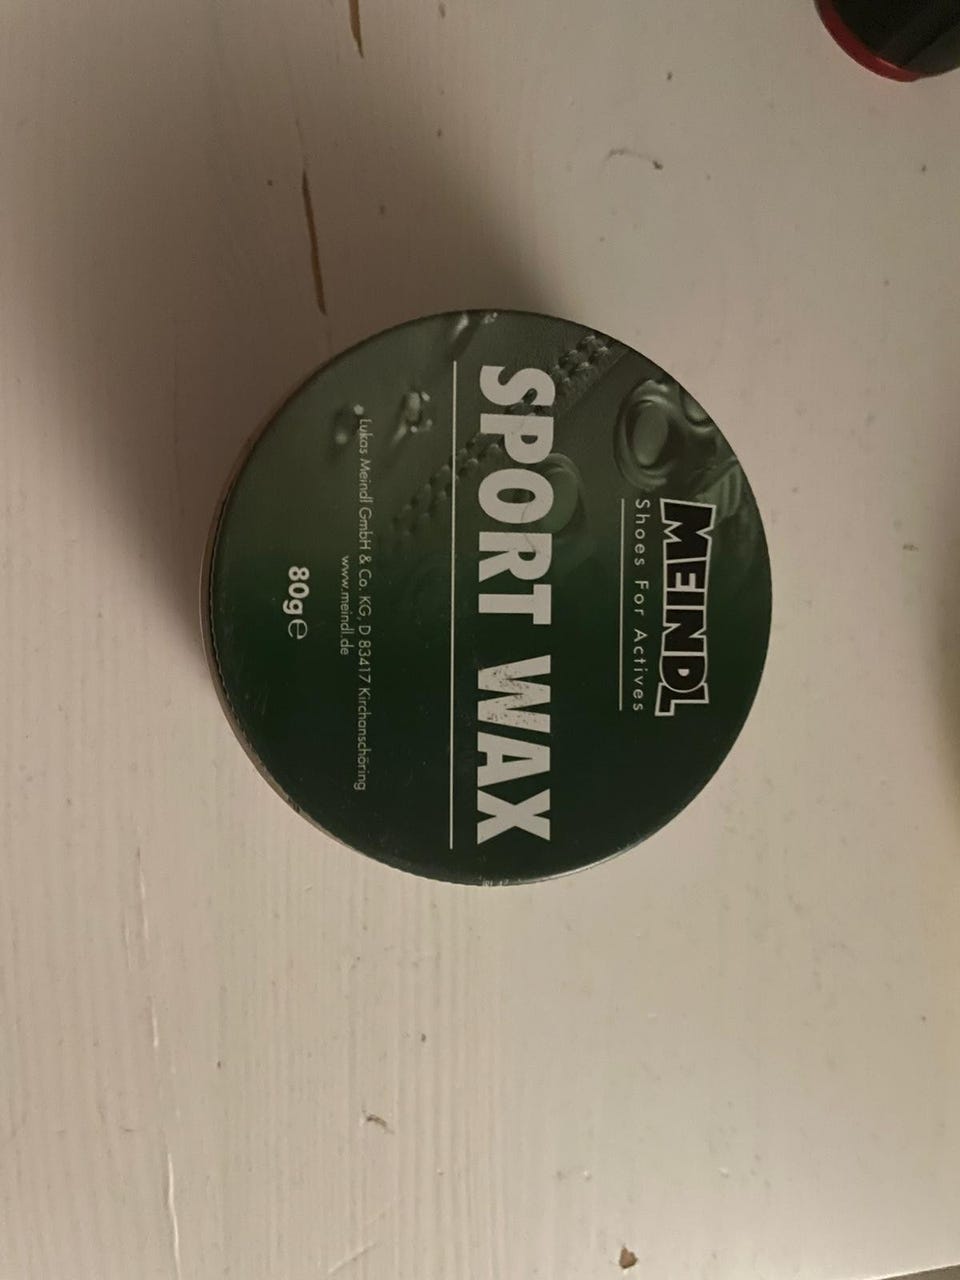 MEINDL
Shoes For Actives
SPORT WAX
Lukas Meindl GmbH & Co. KG, D 83417 Kirchanschöring
www.meindl.de
80g℮